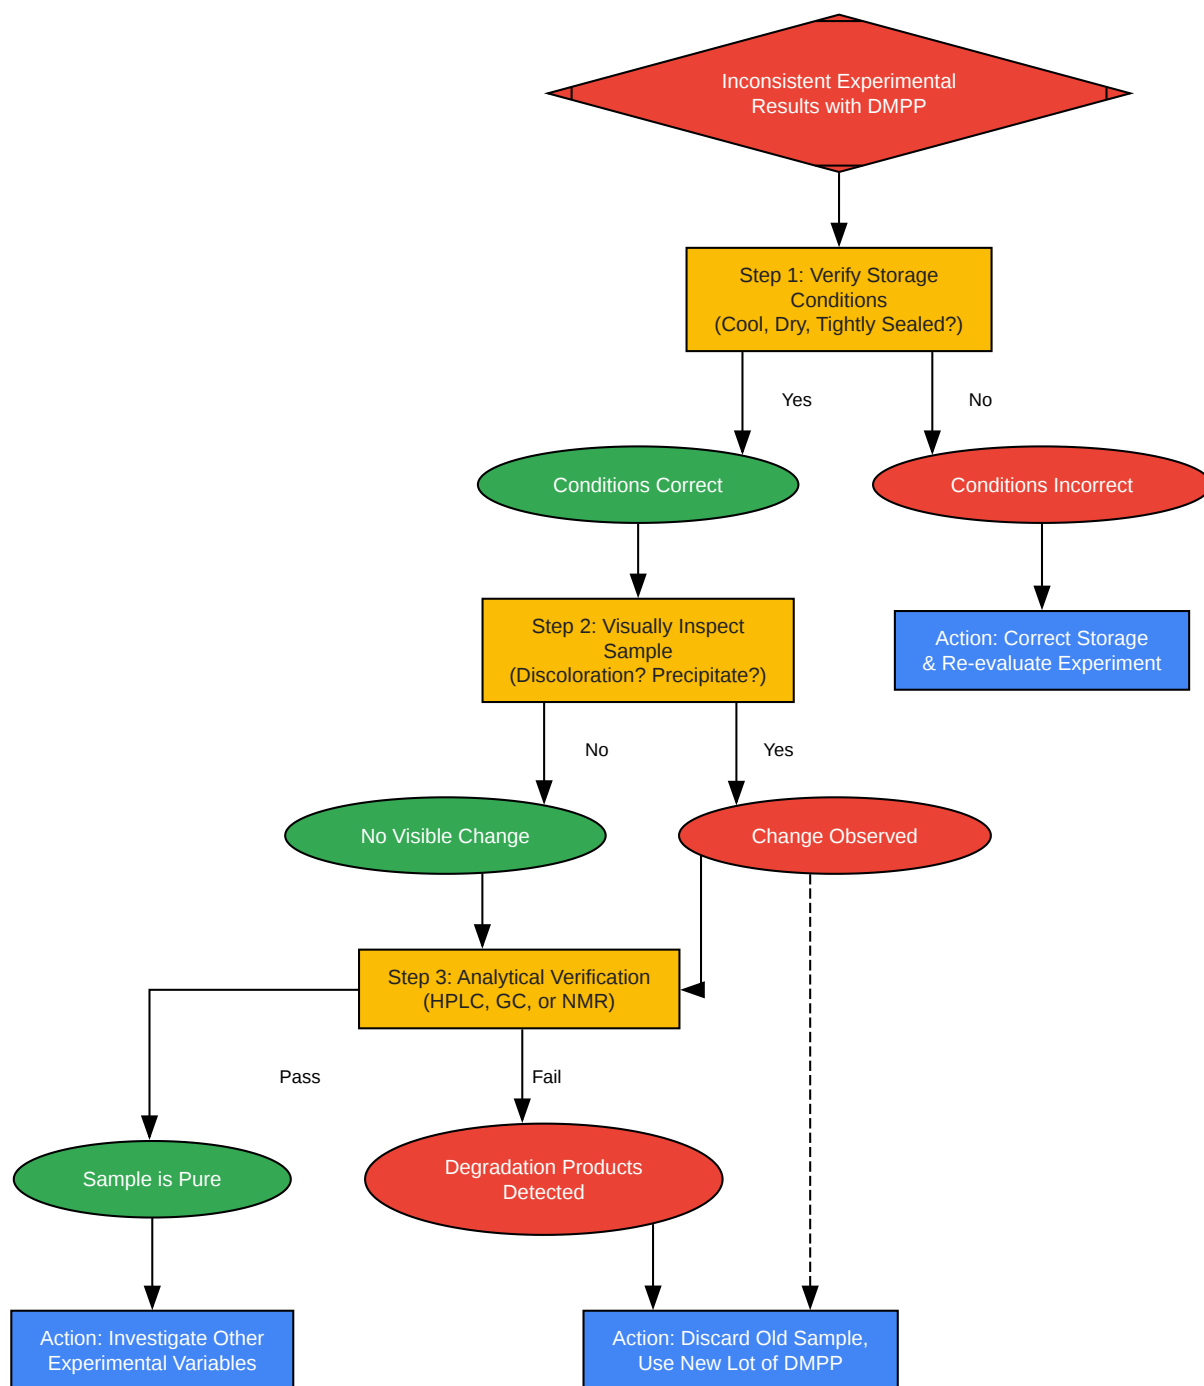 Inconsistent Experimental
Results with DMPP
Step 1: Verify Storage
Conditions
(Cool, Dry, Tightly Sealed?)
Yes
No
Conditions Correct
Conditions Incorrect
Step 2: Visually Inspect
Sample
(Discoloration? Precipitate?)
Action: Correct Storage
& Re-evaluate Experiment
No
Yes
No Visible Change
Change Observed
Step 3: Analytical Verification
(HPLC, GC, or NMR)
Pass
Fail
Sample is Pure
Degradation Products
Detected
Action: Investigate Other
Experimental Variables
Action: Discard Old Sample,
Use New Lot of DMPP